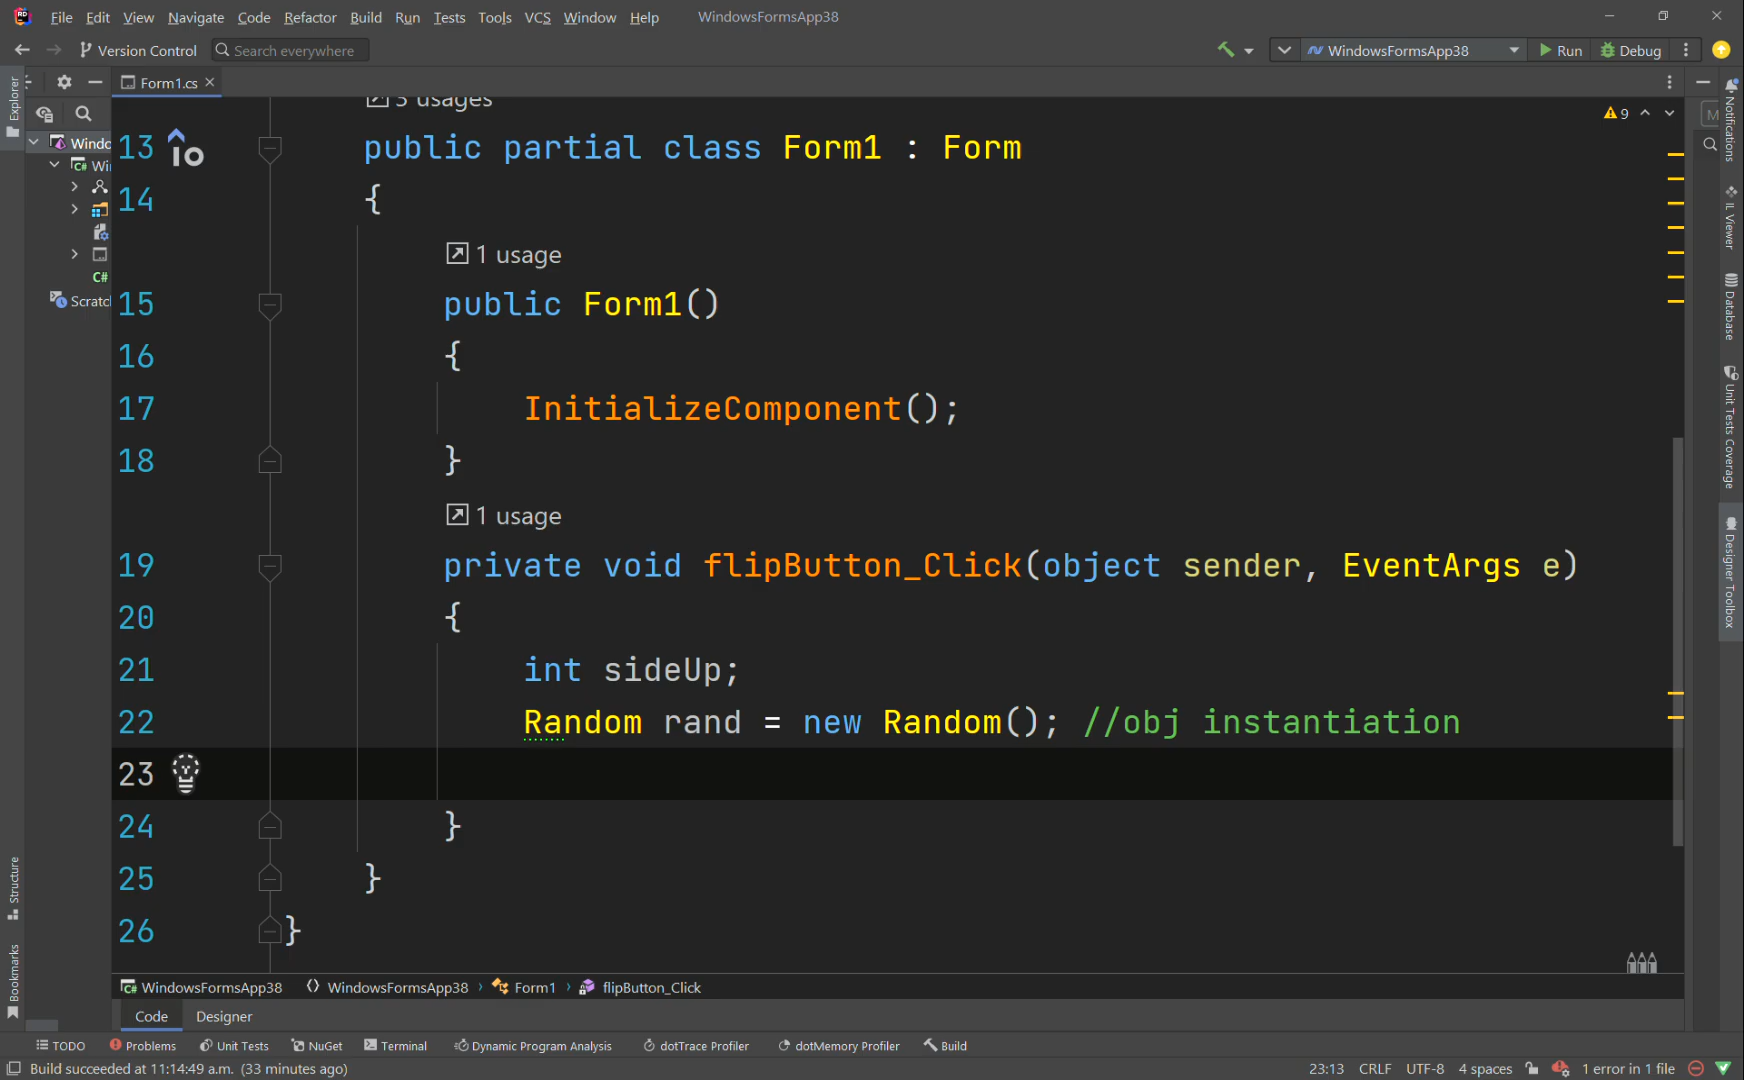 File Edit View Navigate Code Refactor Build Run Tests Tools VCS Window Help WindowsFormsApp38
Version Control Search everywhere WindowsFormsApp38 Run Debug
Explorer
Form1.cs
3 usages
9
13 public partial class Form1 : Form
14 {
1 usage
15 public Form1()
16 {
17 InitializeComponent();
18 }
1 usage
19 private void flipButton_Click(object sender, EventArgs e)
20 {
21 int sideUp;
22 Random rand = new Random(); //obj instantiation
23
24 }
25 }
26 }
Windo
Wi
C#
Scratc
Structure
Bookmarks
M
Notifications
IL Viewer
Database
Unit Tests Coverage
Designer Toolbox
WindowsFormsApp38 WindowsFormsApp38 Form1 flipButton_Click
Code Designer
TODO Problems Unit Tests NuGet Terminal Dynamic Program Analysis dotTrace Profiler dotMemory Profiler Build
Build succeeded at 11:14:49 a.m. (33 minutes ago) 23:13 CRLF UTF-8 4 spaces 1 error in 1 file